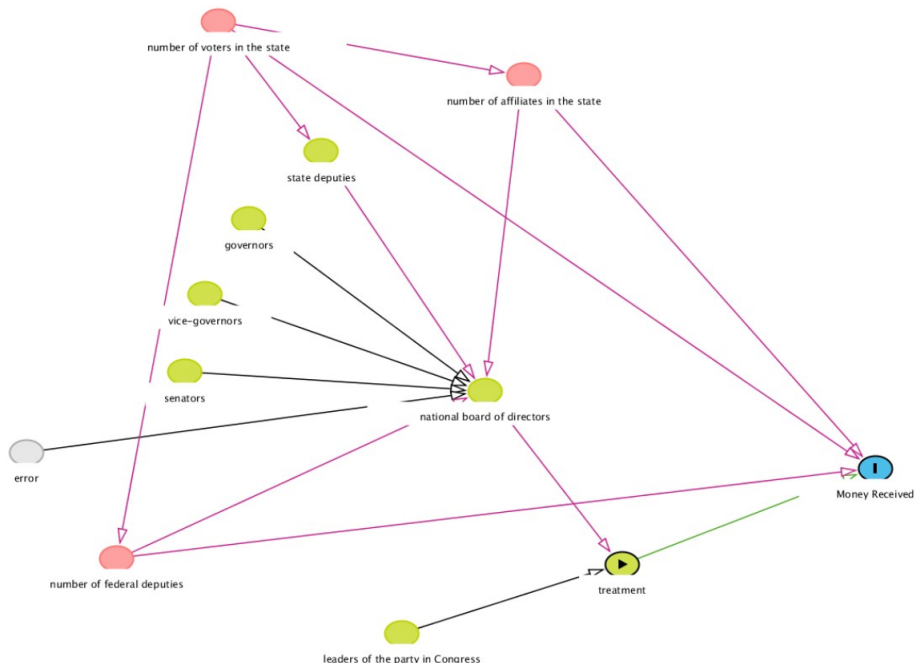 number of voters in the state
number of affiliates in the state
state deputies
governors
vice-governors
senators
national board of directors
error
Money Received
number of federal deputies
treatment
leaders of the party in Congress